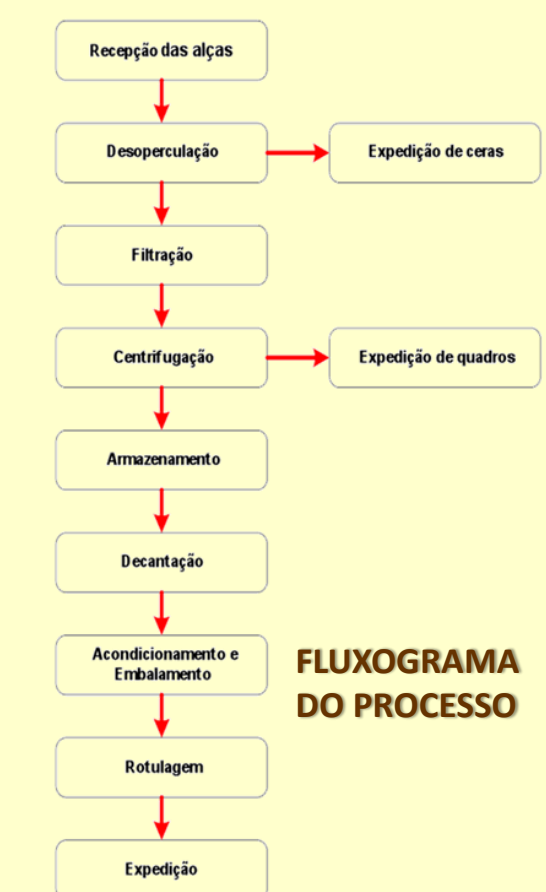 Recepção das alças
Desoperculação
Expedição de ceras
Filtração
Centrifugação
Expedição de quadros
Armazenamento
Decantação
Acondicionamento e
Embalamento
FLUXOGRAMA
DO PROCESSO
Rotulagem
Expedição